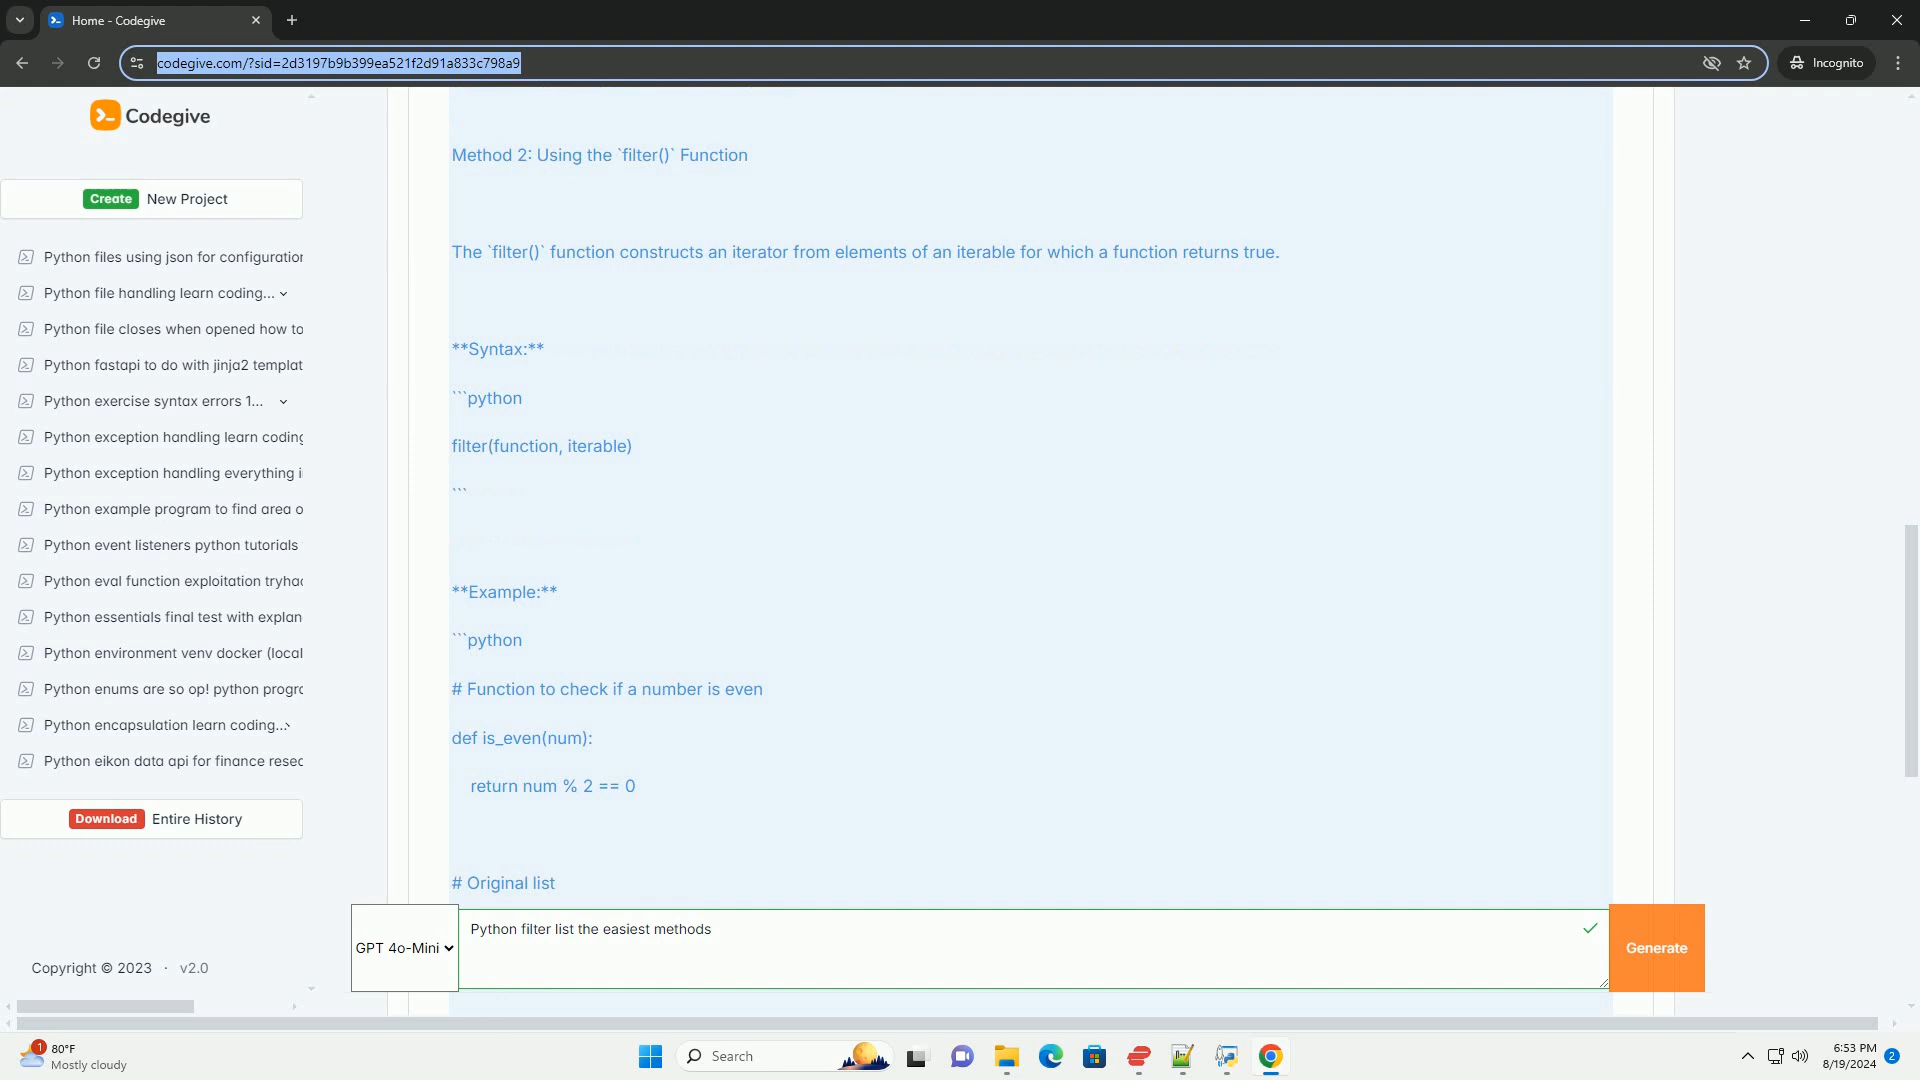 Home - Codegive
codegive.com/?sid=2d3197b9b399ea521f2d91a833c798a9
Incognito
Codegive
Create New Project
Python files using json for configuration
Python file handling learn coding...
Python file closes when opened how to
Python fastapi to do with jinja2 templat
Python exercise syntax errors 1...
Python exception handling learn coding
Python exception handling everything i
Python example program to find area o
Python event listeners python tutorials
Python eval function exploitation tryhac
Python essentials final test with explan
Python environment venv docker (local
Python enums are so op! python progra
Python encapsulation learn coding...
Python eikon data api for finance resea
Download Entire History
Copyright © 2023 · v2.0
Method 2: Using the `filter()` Function
The `filter()` function constructs an iterator from elements of an iterable for which a function returns true.
**Syntax:**
```python
filter(function, iterable)
```
**Example:**
```python
# Function to check if a number is even
def is_even(num):
    return num % 2 == 0
# Original list
GPT 4o-Mini
Python filter list the easiest methods
Generate
1
80°F
Mostly cloudy
Search
6:53 PM
8/19/2024
2